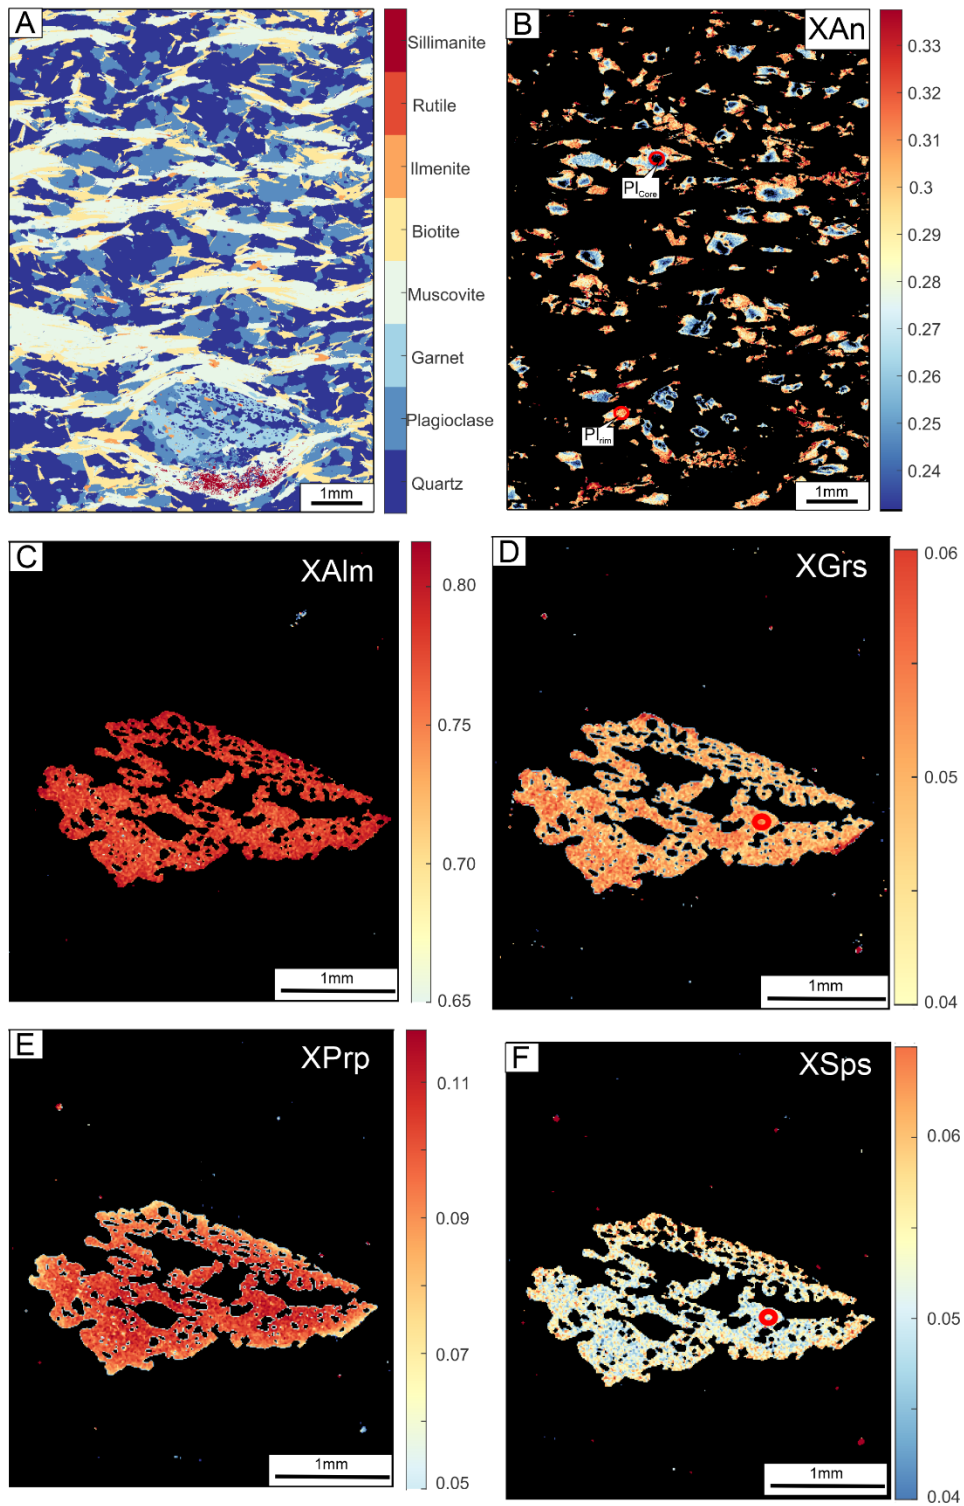 A
Sillimanite
Rutile
Ilmenite
Biotite
Muscovite
Garnet
Plagioclase
Quartz
1mm
B
XAn
PlCore
Plrim
0.33
0.32
0.31
0.3
0.29
0.28
0.27
0.26
0.25
0.24
1mm
C
XAlm
0.80
0.75
0.70
0.65
1mm
D
XGrs
0.06
0.05
0.04
1mm
E
XPrp
0.11
0.09
0.07
0.05
1mm
F
XSps
0.06
0.05
0.04
1mm